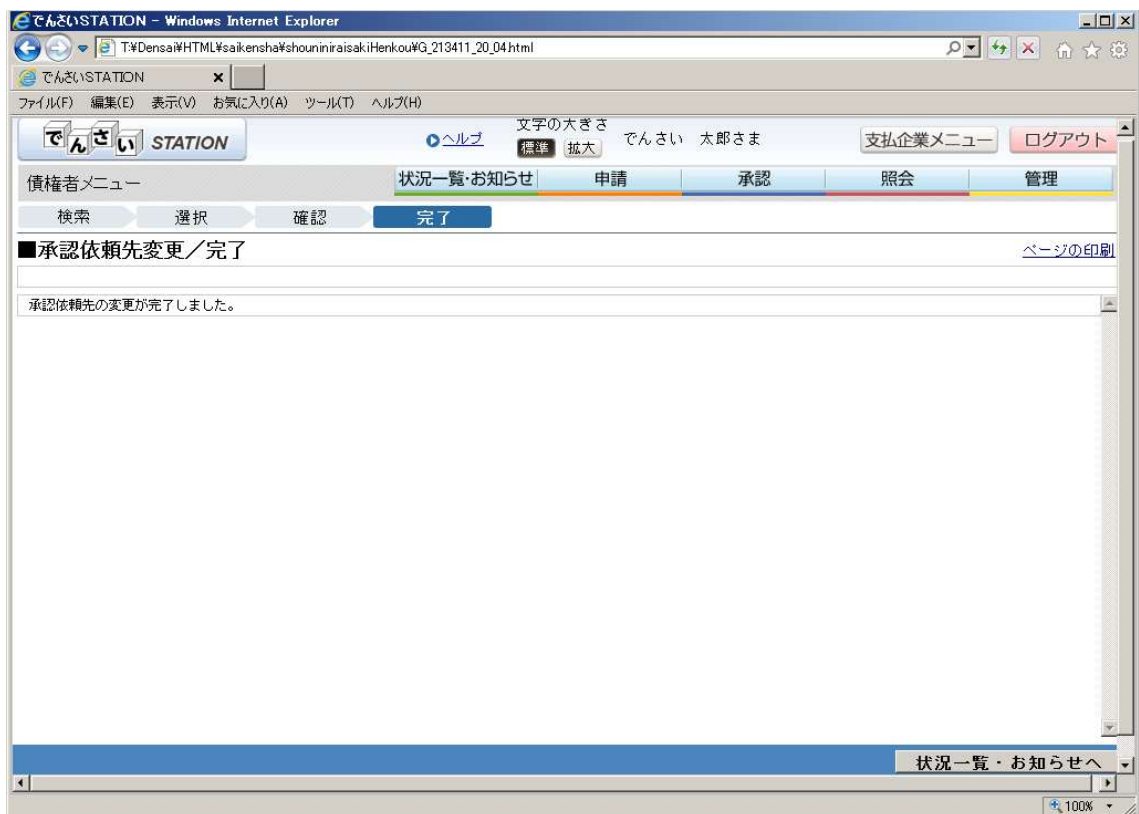 でんさいSTATION - Windows Internet Explorer
T:¥Densai¥HTML¥saikensha¥shouniniraisakiHenkou¥G_213411_20_04.html
でんさいSTATION
ファイル(F) 編集(E) 表示(V) お気に入り(A) ツール(T) ヘルプ(H)
でんさい STATION
ヘルプ
文字の大きさ
標準 拡大
でんさい 太郎さま
支払企業メニュー
ログアウト
債権者メニュー
状況一覧・お知らせ 申請 承認 照会 管理
検索 選択 確認 完了
■承認依頼先変更／完了
ページの印刷
承認依頼先の変更が完了しました。
状況一覧・お知らせへ
100%